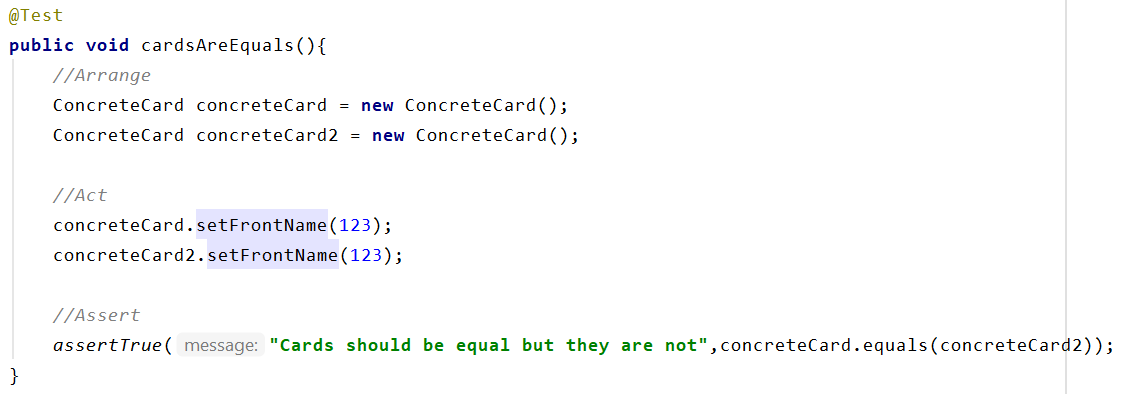 @Test
public void cardsAreEquals(){
//Arrange
ConcreteCard concreteCard = new ConcreteCard();
ConcreteCard concreteCard2 = new ConcreteCard();
//Act
concreteCard.setFrontName(123);
concreteCard2.setFrontName(123);
//Assert
assertTrue( message: "Cards should be equal but they are not",concreteCard.equals(concreteCard2));
}